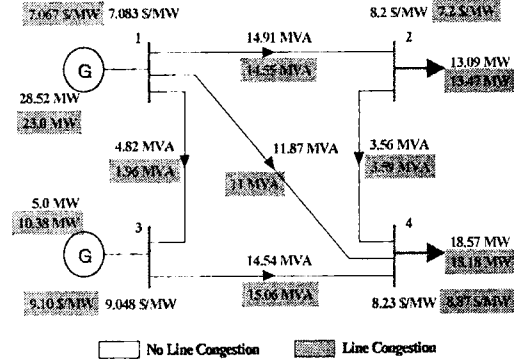 7.067 $/MW 7.083 $/MW
8.2 $/MW 7.2 $/MW
1
14.91 MVA
2
G
14.55 MVA
13.09 MW
13.47 MW
28.52 MW
23.0 MW
4.82 MVA
11.87 MVA
3.56 MVA
1.96 MVA
11 MVA
5.0 MW
10.38 MW
3
4
G
14.54 MVA
18.57 MW
15.06 MVA
18.18 MW
9.10 $/MW 9.048 $/MW
8.23 $/MW 8.87 $/MW
No Line Congestion
Line Congestion